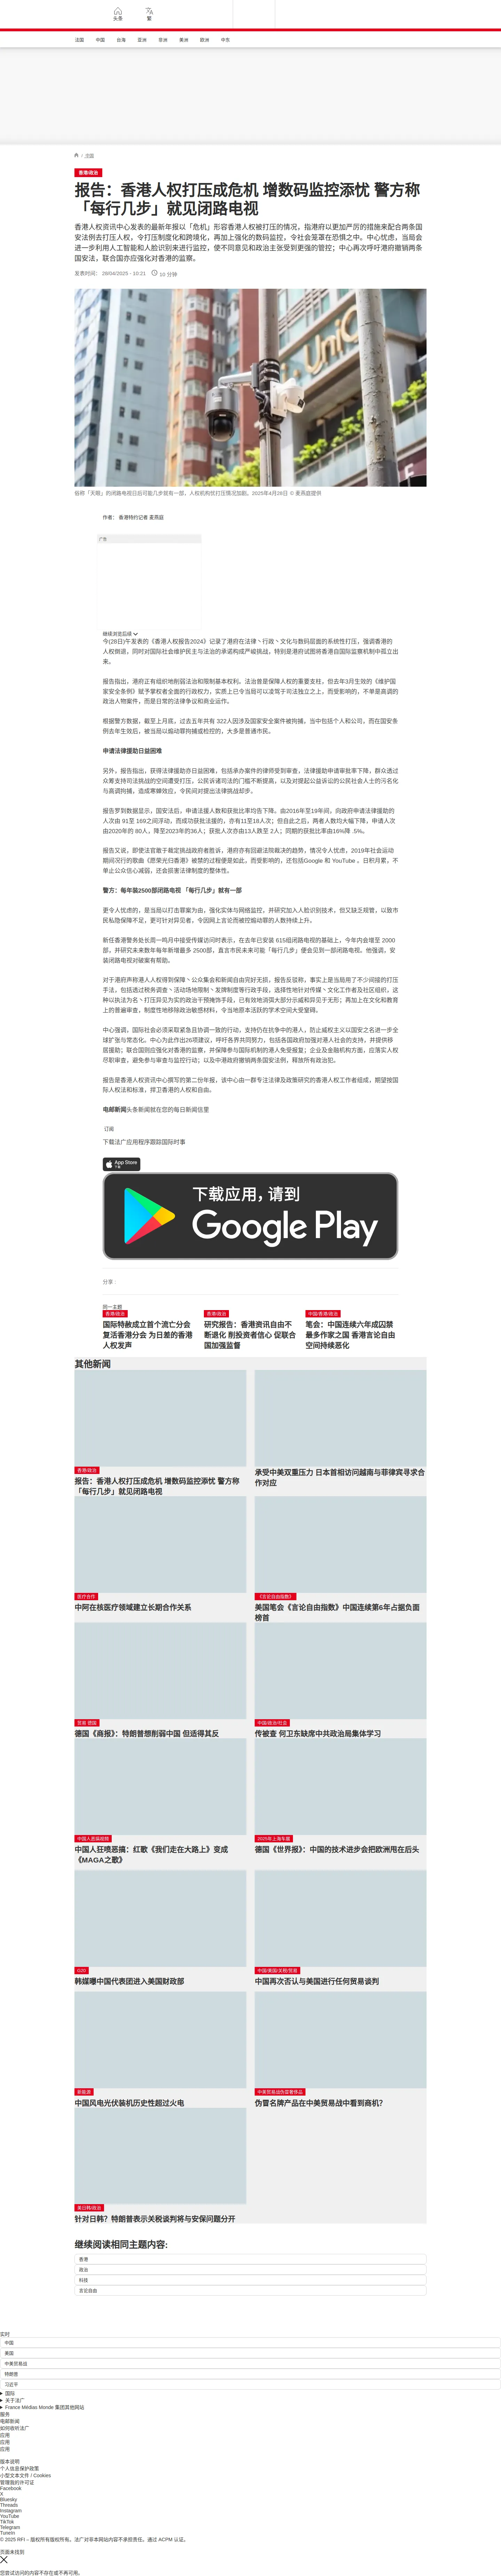 头条
繁
法国
中国
台海
亚洲
非洲
美洲
欧洲
中东
/ 法国
香港/政治
报告：香港人权打压成危机 增数码监控添忧 警方称
「每行几步」就见闭路电视
香港人权资讯中心发表的最新年报以「危机」形容香港人权被打压的情况，指港府以更加严厉的措施来配合两条国
安法例去打压人权，令打压制度化和跨境化，再加上强化的数码监控，令社会笼罩在恐惧之中。中心忧虑，当局会
进一步利用人工智能和人脸识别来进行监控，使不同意见和政治主张受到更强的管控；中心再次呼吁港府撤销两条
国安法，联合国亦应强化对香港的监察。
发表时间： 29/04/2025 - 10:21
10 分钟
俗称「天眼」的闭路电视日后可能几步就有一部，人权机构忧打压情况加剧。2025年4月28日 © 麦燕庭提供
作者： 香港特约记者 麦燕庭
广告
继续浏览后续
今(28日)午发表的《香港人权报告2024》记录了港府在法律丶行政丶文化与数码层面的系统性打压，强调香港的
人权倒退，同时对国际社会维护民主与法治的承诺构成严峻挑战，特别是港府试图将香港自国际监察机制中孤立出
来。
报告指出，港府正有组织地削弱法治和限制基本权利。法治曾是保障人权的重要支柱，但去年3月生效的《维护国
家安全条例》赋予掌权者全面的行政权力，实质上已令当局可以凌驾于司法独立之上，而受影响的，不单是高调的
政治人物案件，而是日常的法律争议和商业运作。
根据警方数据，截至上月底，过去五年共有 322人因涉及国家安全案件被拘捕，当中包括个人和公司，而在国安条
例去年生效后，被当局以煽动罪拘捕或检控的，大多是普通市民。
申请法律援助日益困难
另外，报告指出，获得法律援助亦日益困难，包括承办案件的律师受到审查，法律援助申请审批率下降，群众透过
众筹支持司法挑战的空间遭受打压，公民诉诸司法的门槛不断提高，以及对提起公益诉讼的公民社会人士的污名化
与高调拘捕，造成寒蝉效应，令民间对提出法律挑战却步。
报告罗到数据显示，国安法后，申请法援人数和获批比率均告下降。由2016年至19年间，向政府申请法律援助的
人次由 91至 169之间浮动，而成功获批法援的，亦有11至18人次；但自此之后，两者人数均大幅下降，申请人次
由2020年的 80人，降至2023年的36人；获批人次亦由13人跌至 2人；同期的获批比率由16%降 .5%。
报告又说，即使法官敢于裁定挑战政府者胜诉，港府亦有回避法院裁决的趋势，情况令人忧虑，2019年社会运动
期间况行的歌曲《愿荣光归香港》被禁的过程便是如此，而受影响的，还包括Google 和 YouTube 。日积月累，不
单止公众信心减弱，还会损害法律制度的整体性。
警方：每年装2500部闭路电视 「每行几步」就有一部
更令人忧虑的，是当局以打击罪案为由，强化实体与网络监控，并研究加入人脸识别技术，但又缺乏规管，以致市
民私隐保障不足，更可针对异见者，令因网上言论而被控煽动罪的人数持续上升。
新任香港警务处长周一鸣月中接受传媒访问时表示，在去年已安装 615组闭路电视的基础上，今年内会增至 2000
部，并研究未来数年每年新增最多 2500部，直言市民未来可能「每行几步」便会见到一部闭路电视。他强调，安
装闭路电视对破案有帮助。
对于港府声称港人人权得到保障丶公众集会和新闻自由完好无损，报告反驳称，事实上是当局用了不少间接的打压
手法，包括透过税务调查丶活动场地限制丶发牌制度等行政手段，选择性地针对传媒丶文化工作者及社区组织，这
种以执法为名丶打压异见为实的政治干预掩饰手段，已有效地消弭大部分示威和异见于无形；再加上在文化和教育
上的普遍审查，制度性地移除政治敏感材料，令当地原本活跃的学术空间大受窒碍。
中心强调，国际社会必须采取紧急且协调一致的行动，支持仍在抗争中的港人，防止威权主义以国安之名进一步全
球扩张与常态化。中心为此作出26项建议，呼吁各界共同努力，包括各国政府加强对港人社会的支持，并提供移
居援助；联合国则应强化对香港的监察，并保障参与国际机制的港人免受报复；企业及金融机构方面，应落实人权
尽职审查，避免参与审查与监控行动；以及中港政府撤销两条国安法例，释放所有政治犯。
报告是香港人权资讯中心撰写的第二份年报，该中心由一群专注法律及政策研究的香港人权工作者组成，期望按国
际人权法和标准，捍卫香港的人权和自由。
电邮新闻头条新闻就在您的每日新闻信里
订阅
下载法广应用程序跟踪国际时事
App Store
下载
下载应用，请到
Google Play
分享 :
同一主题
香港/政治
国际特赦成立首个流亡分会
复活香港分会 为日差的香港
人权发声
香港/政治
研究报告：香港资讯自由不
断退化 削投资者信心 促联合
国加强监督
中国/香港/政治
笔会：中国连续六年成囚禁
最多作家之国 香港言论自由
空间持续恶化
其他新闻
香港/政治
报告：香港人权打压成危机 增数码监控添忧 警方称
「每行几步」就见闭路电视
承受中美双重压力 日本首相访问越南与菲律宾寻求合
作对应
医疗合作
中阿在核医疗领域建立长期合作关系
《言论自由指数》
美国笔会《言论自由指数》中国连续第6年占据负面
榜首
贸易 德国
德国《商报》：特朗普想削弱中国 但适得其反
中国/政治/社会
传被查 何卫东缺席中共政治局集体学习
中国人恶搞视频
中国人狂喷恶搞：红歌《我们走在大路上》变成
《MAGA之歌》
2025年上海车展
德国《世界报》：中国的技术进步会把欧洲甩在后头
G20
韩媒曝中国代表团进入美国财政部
中国/美国/关税/贸易
中国再次否认与美国进行任何贸易谈判
新能源
中国风电光伏装机历史性超过火电
中美贸易战伤耍奢侈品
伪冒名牌产品在中美贸易战中看到商机？
美日韩/政治
针对日韩？特朗普表示关税谈判将与安保问题分开
继续阅读相同主题内容:
香港
政治
科技
言论自由
实时
中国
美国
中美贸易战
特朗普
习近平
国际
关于法广
France Médias Monde 集团其他网站
服务
电邮新闻
如何收听法广
应用
应用
应用
版本说明
个人信息保护政策
小型文本文件 / Cookies
管理我的许可证
Facebook
X
Bluesky
Threads
Instagram
YouTube
TikTok
Telegram
TuneIn
© 2025 RFI – 版权所有版权所有。法广对非本网站内容不承担责任。通过 ACPM 认证。
页面未找到
您尝试访问的内容不存在或不再可用。